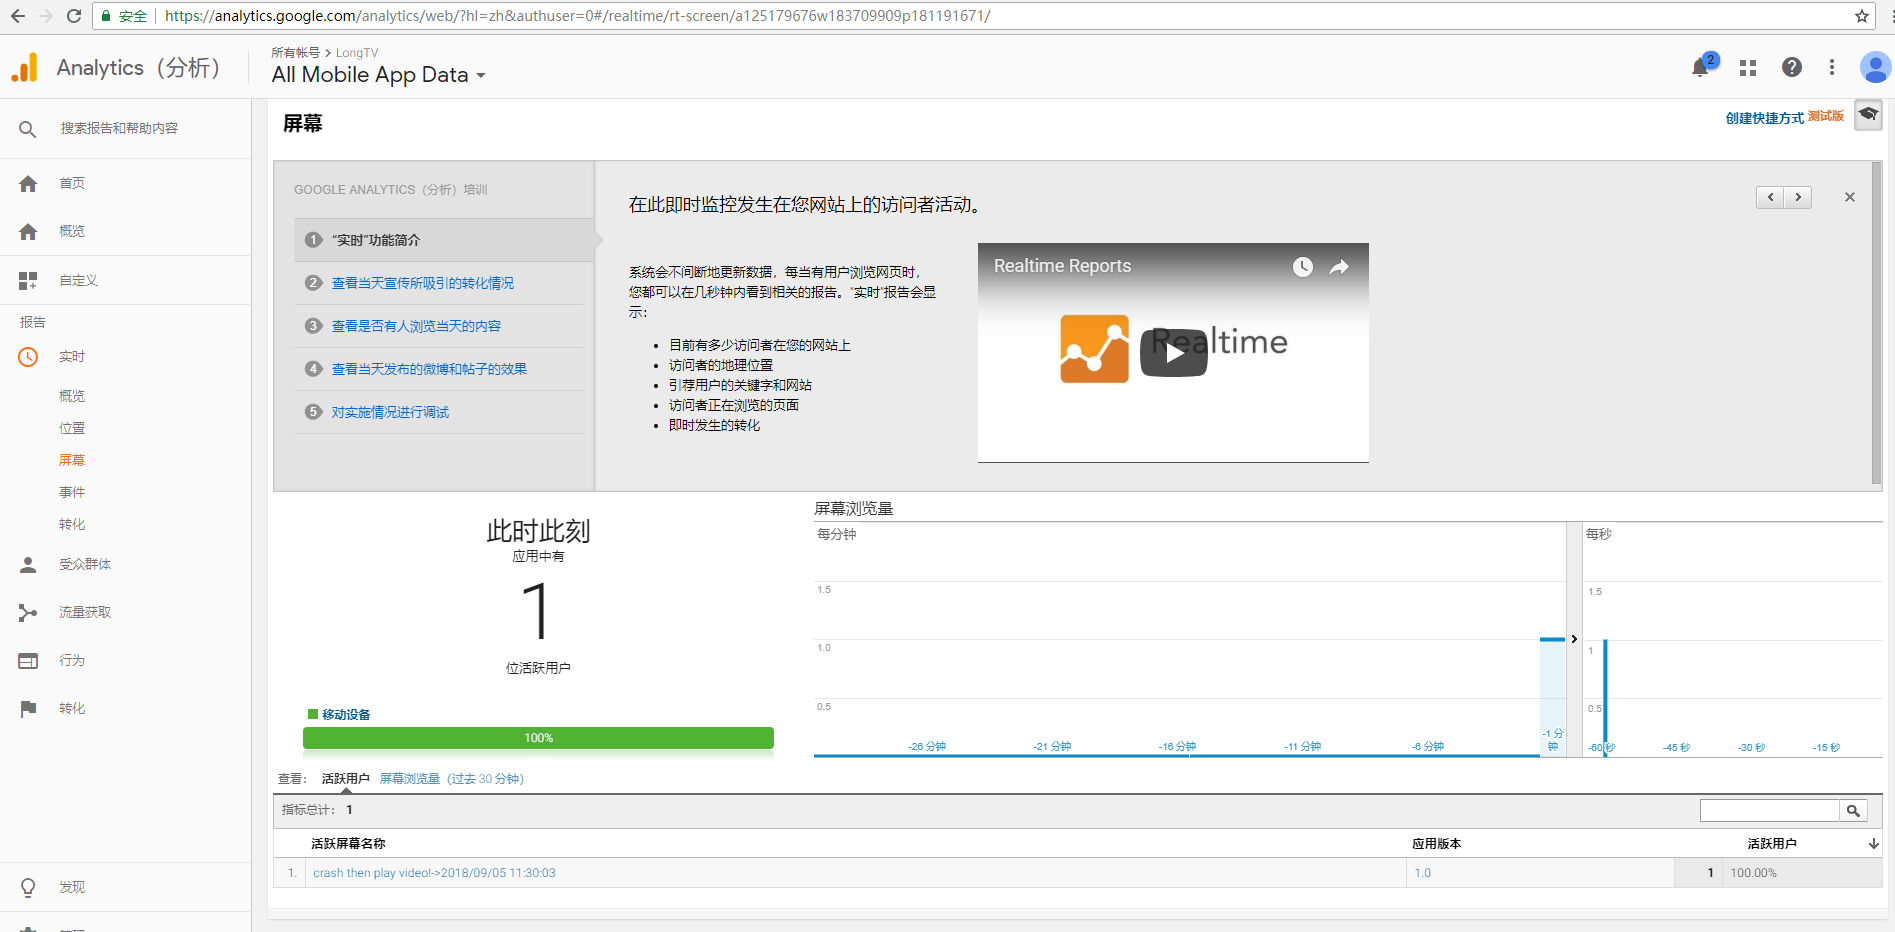 安全
https://analytics.google.com/analytics/web/?hl=zh&authuser=0#/realtime/rt-screen/a125179676w183709909p181191671/
Analytics（分析）
所有帐号 > LongTV
All Mobile App Data
2
搜索报告和帮助内容
首页
概览
自定义
报告
实时
概览
位置
屏幕
事件
转化
受众群体
流量获取
行为
转化
发现
屏幕
创建快捷方式 测试版
GOOGLE ANALYTICS（分析）培训
1 “实时”功能简介
2 查看当天宣传所吸引的转化情况
3 查看是否有人浏览当天的内容
4 查看当天发布的微博和帖子的效果
5 对实施情况进行调试
在此即时监控发生在您网站上的访问者活动。
系统会不间断地更新数据，每当有用户浏览网页时，
您都可以在几秒钟内看到相关的报告。“实时”报告会显
示：
• 目前有多少访问者在您的网站上
• 访问者的地理位置
• 引荐用户的关键字和网站
• 访问者正在浏览的页面
• 即时发生的转化
Realtime Reports
Realtime
此时此刻
应用中有
1
位活跃用户
移动设备
100%
屏幕浏览量
每分钟
1.5
1.0
0.5
-26 分钟
-21 分钟
-16 分钟
-11 分钟
-6 分钟
-1 分
钟
每秒
1.5
1
0.5
-60 秒
-45 秒
-30 秒
-15 秒
查看： 活跃用户 屏幕浏览量（过去 30 分钟）
指标总计： 1
活跃屏幕名称 应用版本 活跃用户
1. crash then play video!->2018/09/05 11:30:03 1.0 1 100.00%